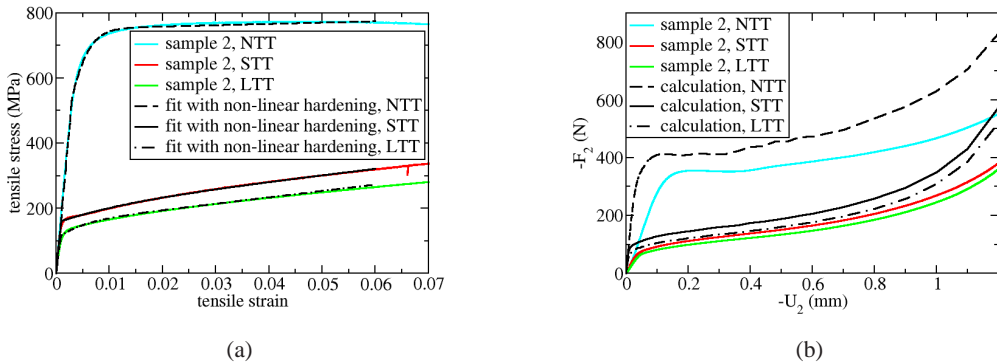 (a)
800
600
400
200
0
tensile stress (MPa)
sample 2, NTT
sample 2, STT
sample 2, LTT
fit with non-linear hardening, NTT
fit with non-linear hardening, STT
fit with non-linear hardening, LTT
0 0.01 0.02 0.03 0.04 0.05 0.06 0.07
tensile strain
(a)
(b)
800
600
400
200
0
-F2 (N)
sample 2, NTT
sample 2, STT
sample 2, LTT
calculation, NTT
calculation, STT
calculation, LTT
0 0.2 0.4 0.6 0.8 1
-U2 (mm)
(b)